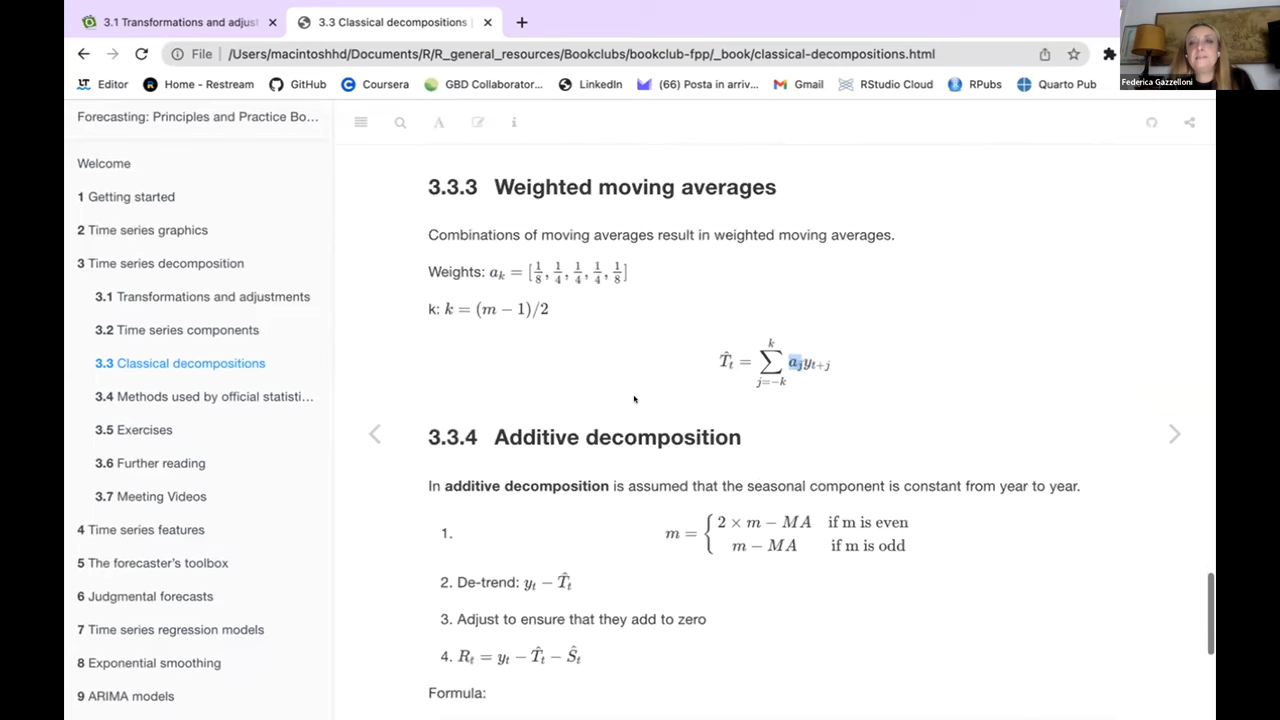 3.1 Transformations and adjust
3.3 Classical decompositions
File /Users/macintoshhd/Documents/R/R_general_resources/Bookclubs/bookclub-fpp/_book/classical-decompositions.html
Editor Home - Restream GitHub Coursera GBD Collaborator... LinkedIn (66) Posta in arriv... Gmail RStudio Cloud RPubs Quarto Pub
Federica Gazzelloni
Forecasting: Principles and Practice Bo...
Welcome
1 Getting started
2 Time series graphics
3 Time series decomposition
3.1 Transformations and adjustments
3.2 Time series components
3.3 Classical decompositions
3.4 Methods used by official statisti...
3.5 Exercises
3.6 Further reading
3.7 Meeting Videos
4 Time series features
5 The forecaster's toolbox
6 Judgmental forecasts
7 Time series regression models
8 Exponential smoothing
9 ARIMA models
3.3.3 Weighted moving averages
Combinations of moving averages result in weighted moving averages.
Weights: a_k = [1/8, 1/4, 1/4, 1/4, 1/8]
k: k = (m − 1)/2
T̂_t = ∑_{j=−k}^{k} a_j y_{t+j}
3.3.4 Additive decomposition
In additive decomposition is assumed that the seasonal component is constant from year to year.
1. m = { 2 × m − MA if m is even
m − MA if m is odd
2. De-trend: y_t − T̂_t
3. Adjust to ensure that they add to zero
4. R_t = y_t − T̂_t − Ŝ_t
Formula: